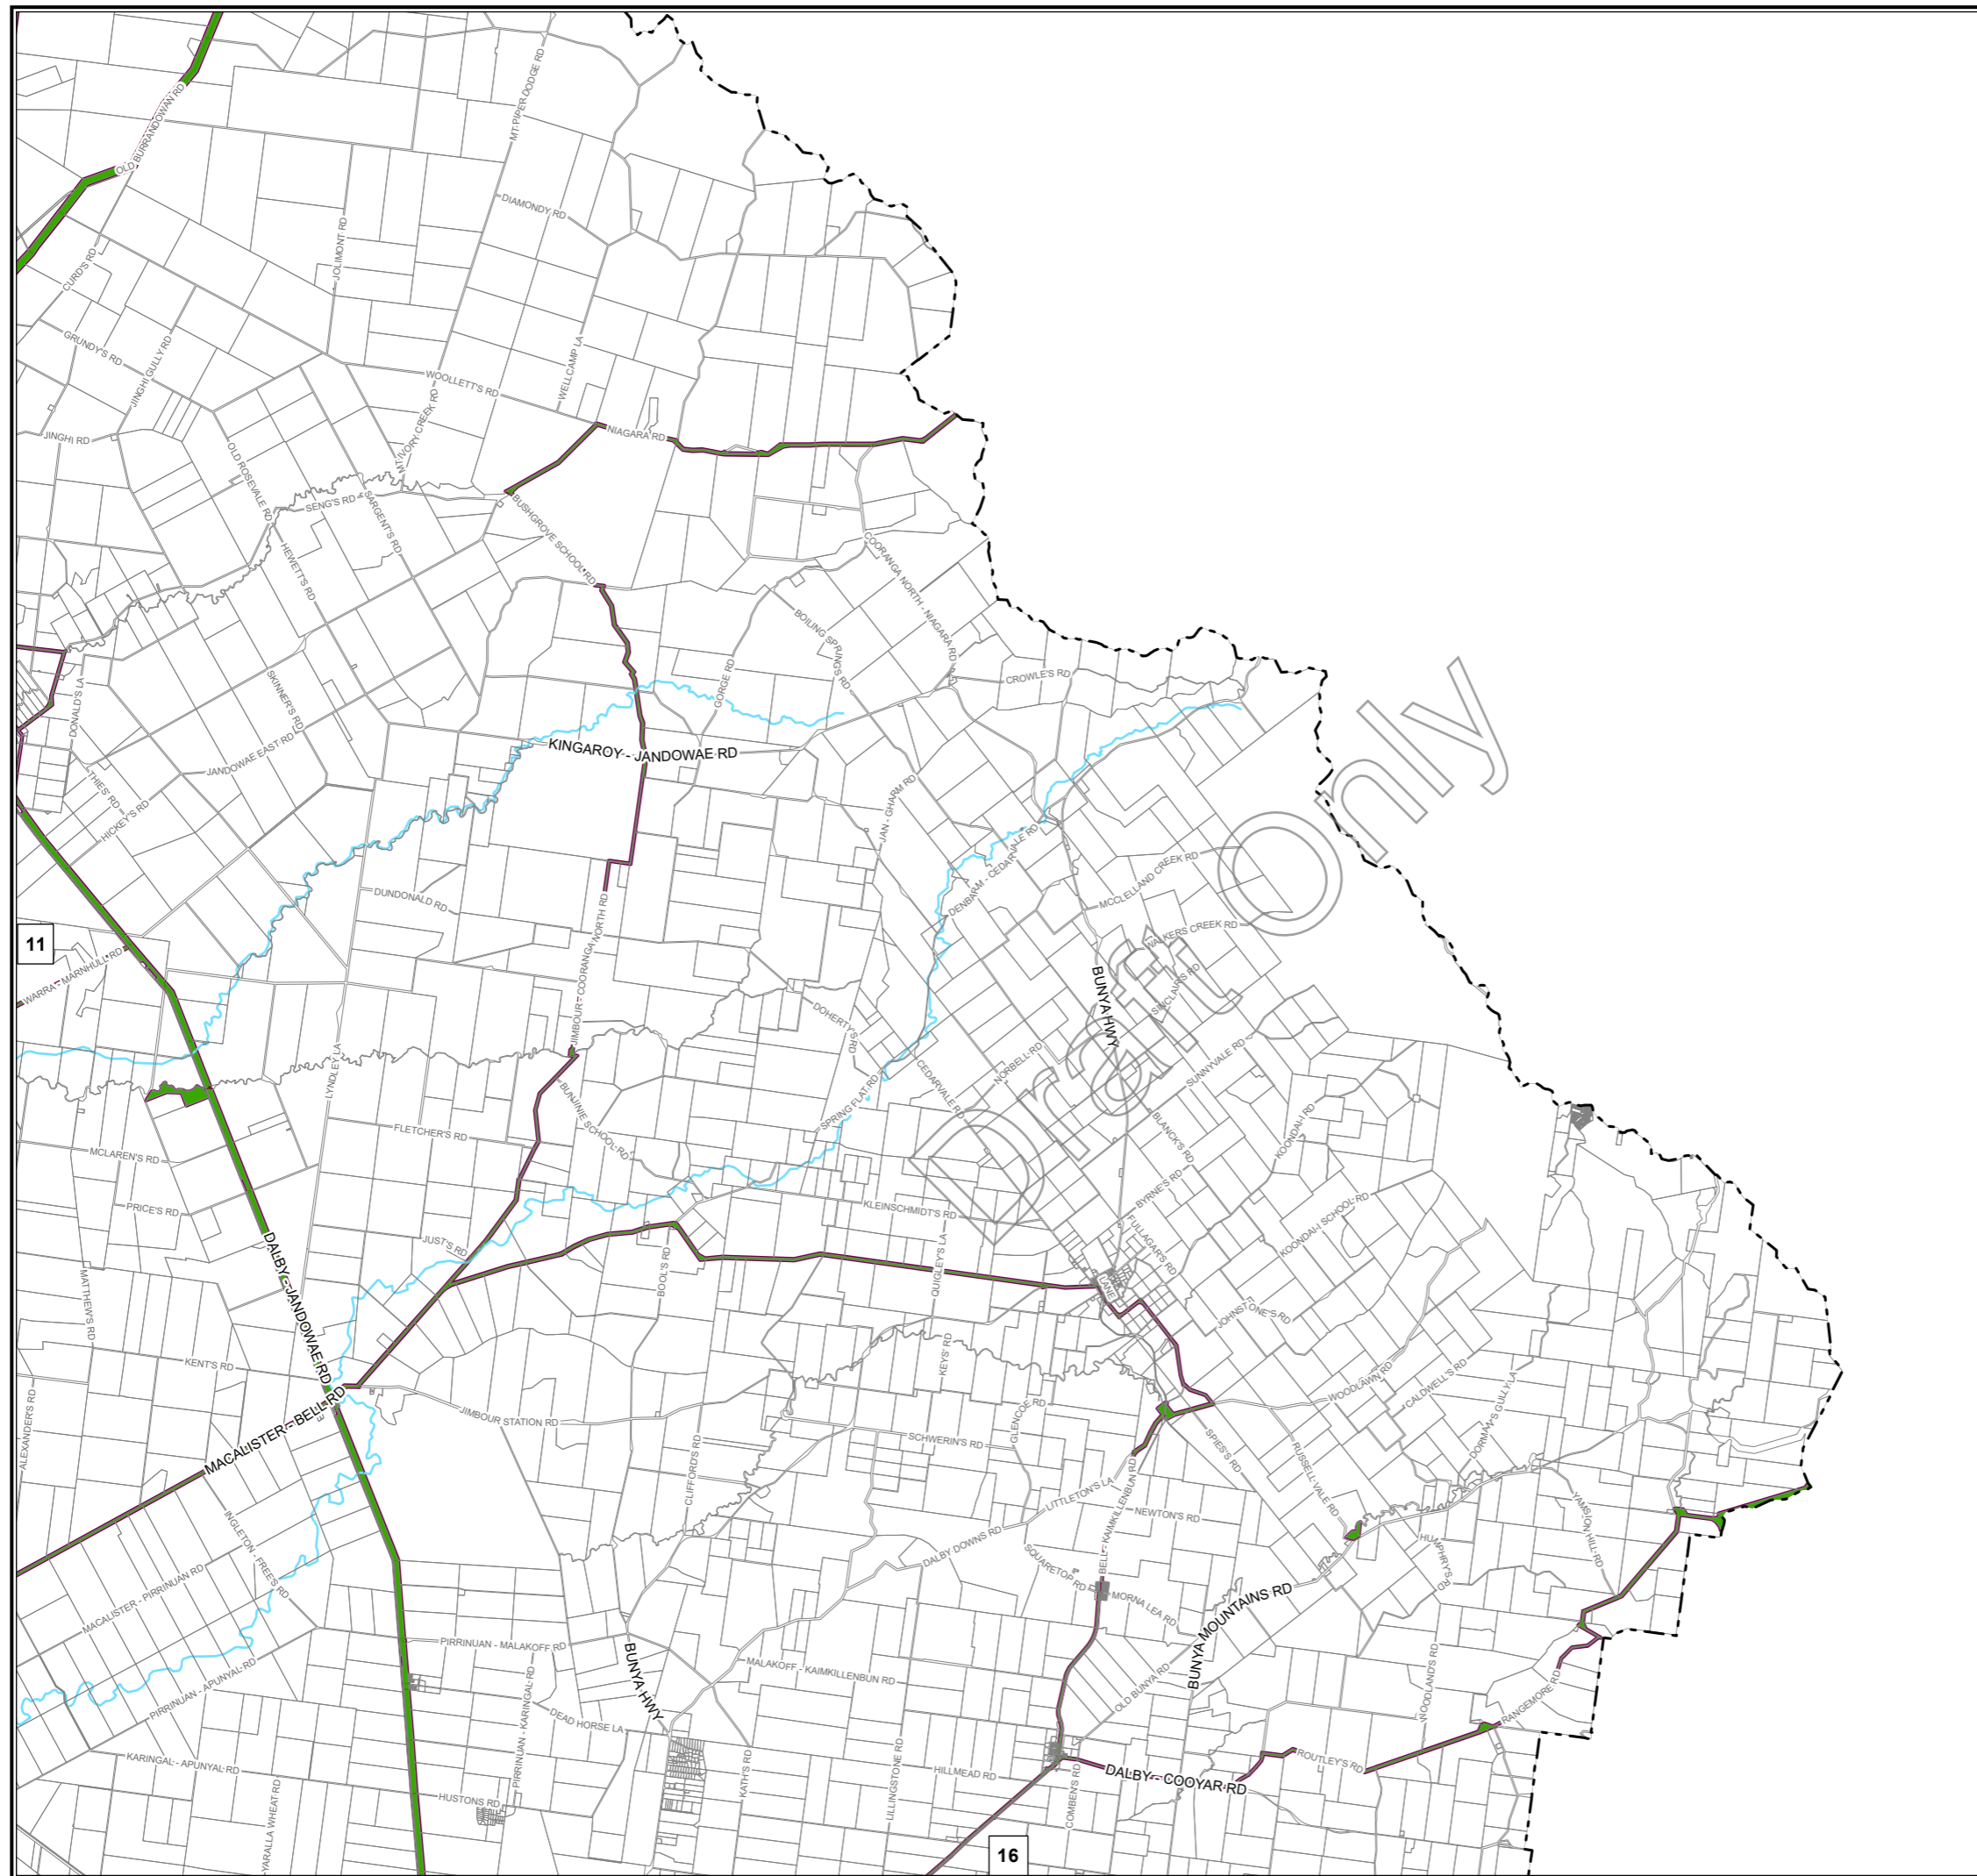 OLD BURRANDOWAN RD
MT PIPER DODGE RD
DIAMONDY RD
JOLIMONT RD
CURD'S RD
GRUNDY'S RD
JINGHI GULLY RD
WOOLLETT'S RD
WELLCAMP LA
MT IVORY CREEK RD
JINGHI RD
NIAGARA RD
OLD ROSEVALE RD
SENG'S RD
SARGENT'S RD
BUSHGROVE SCHOOL RD
HEWETT'S RD
COORANGA NORTH - NIAGARA RD
BOILING SPRINGS RD
GORGE RD
CROWLE'S RD
DONALD'S LA
SKINNER'S RD
JANDOWAE EAST RD
KINGAROY - JANDOWAE RD
THIES' RD
HICKEY'S RD
JAN - GHARM RD
DENBARM - CEDARVILLE RD
MCCLELLAND CREEK RD
DUNDONALD RD
WALKERS CREEK RD
11
WARRA - MARNHULL RD
JIMBOUR - COORANGA NORTH RD
BUNYA HWY
SINCLAIR'S RD
DOHERTY'S RD
Draft Only
LYNDLEY LA
BUNJINIE SCHOOL RD
CEDARVALE RD
NORBELL RD
SUNNYVALE RD
SPRING FLAT RD
FLETCHER'S RD
BLANCK'S RD
KOONDAI-I RD
MCLAREN'S RD
BYRNE'S RD
PRICE'S RD
KLEINSCHMIDT'S RD
FULLAGAR'S RD
KOONDAI-I SCHOOL RD
JUST'S RD
DALBY - JANDOWAE RD
MATTHEW'S RD
BOOL'S RD
QUIGLEY'S LA
LANE
JOHNSTONE'S RD
KENT'S RD
KEYS' RD
WOODLAWN RD
CALDWELL'S RD
ALEXANDER'S RD
MACALISTER - BELL RD
JIMBOUR STATION RD
GLENCOE RD
DORMAN'S GULLY LA
SCHWERIN'S RD
CLIFFORD'S RD
SPIES'S RD
RUSSELL VALE RD
LITTLETON'S LA
BELL - KAIMKILLENBUN RD
NEWTON'S RD
YAMSION HILL RD
INGLETON - FREE'S RD
DALBY DOWNS RD
SQUARETOP RD
HUMPHRY'S RD
MACALISTER - PIRRINUAN RD
MORNA LEA RD
BUNYA MOUNTAINS RD
PIRRINUAN - MALAKOFF RD
BUNYA HWY
MALAKOFF - KAIMKILLENBUN RD
PIRRINUAN - APUNYAL RD
OLD BUNYA RD
WOODLAND'S RD
RANGEMORE RD
PIRRINUAN - KARINGAL RD
DEAD HORSE LA
KARINGAL - APUNYAL RD
KATH'S RD
LILLINGSTONE RD
HILLMEAD RD
COMBEN'S RD
DALBY - COOYAR RD
ROUTLEY'S RD
YARALLA WHEAT RD
HUSTONS RD
16